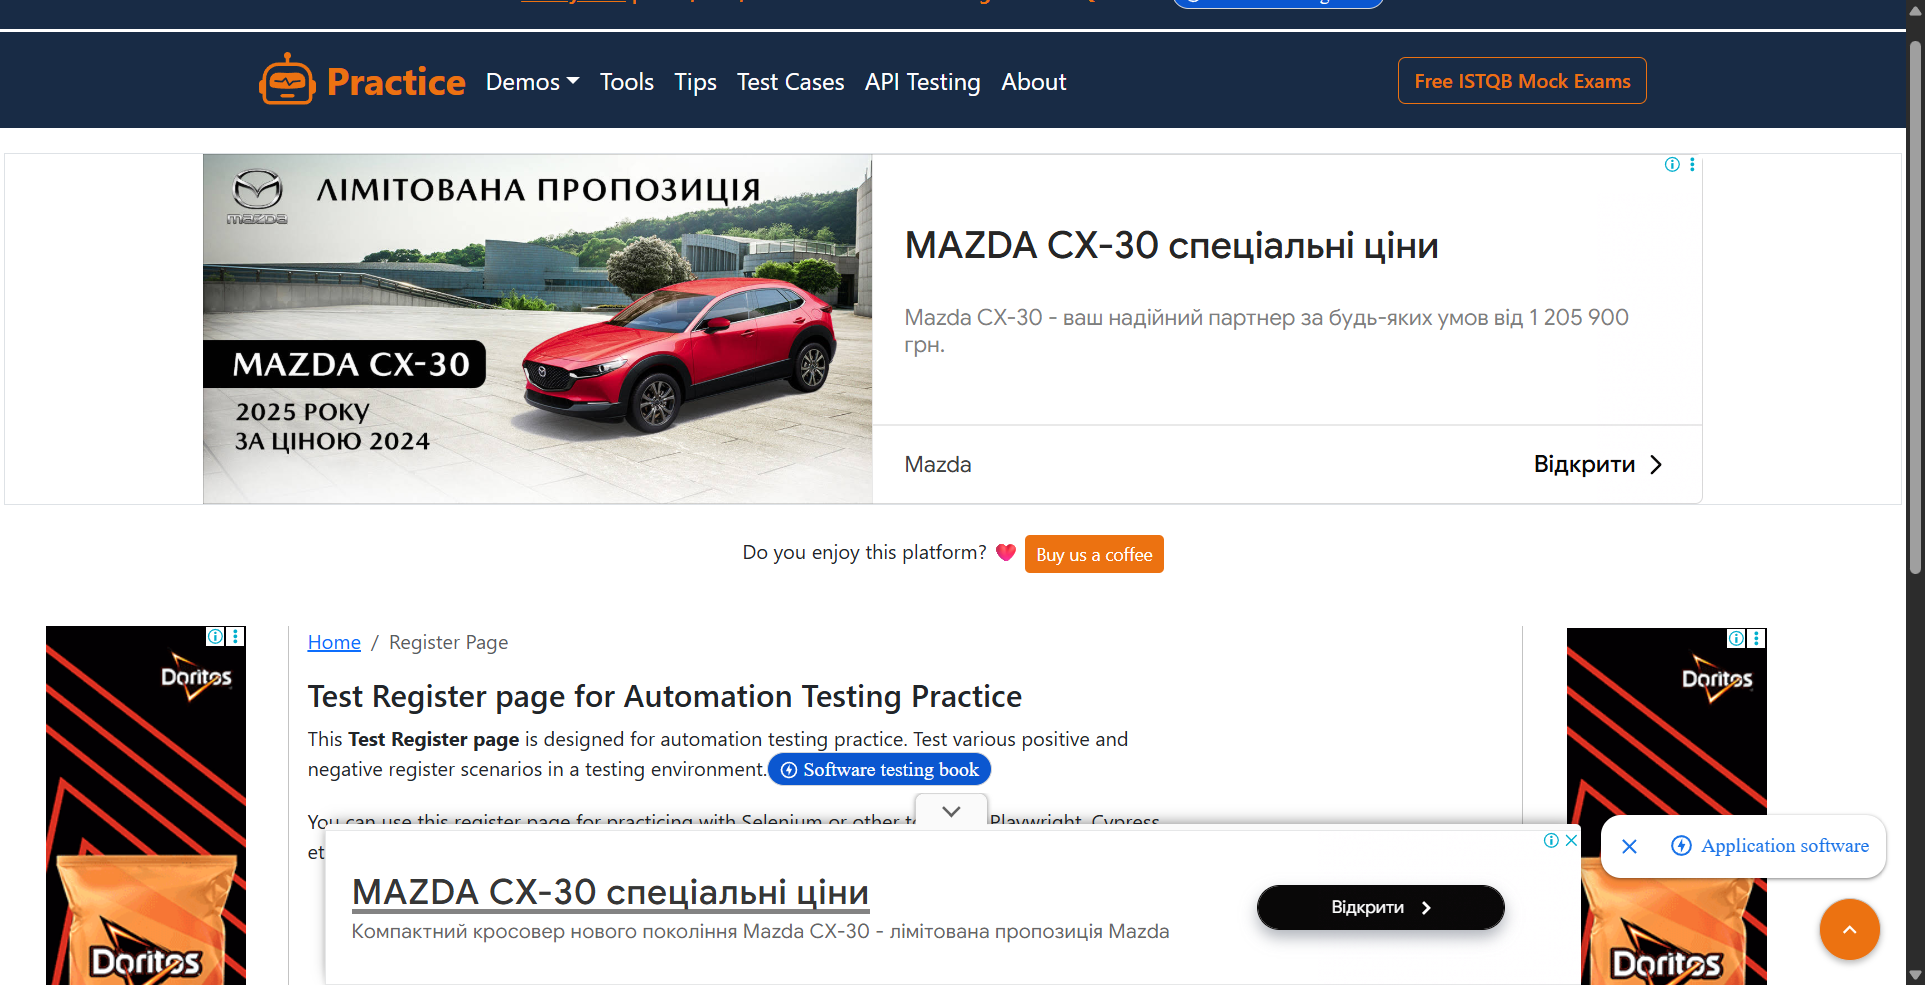 Practice
Demos
Tools
Tips
Test Cases
API Testing
About
Free ISTQB Mock Exams
mazda
ЛІМІТОВАНА ПРОПОЗИЦІЯ
MAZDA CX-30
2025 РОКУ
ЗА ЦІНОЮ 2024
MAZDA CX-30 спеціальні ціни
Mazda CX-30 - ваш надійний партнер за будь-яких умов від 1 205 900
грн.
Mazda
Відкрити
Do you enjoy this platform?
Buy us a coffee
Doritos
Doritos
Home / Register Page
Test Register page for Automation Testing Practice
This Test Register page is designed for automation testing practice. Test various positive and
negative register scenarios in a testing environment.
Software testing book
You can use this register page for practicing with Selenium or other Playwright, Cypress
MAZDA CX-30 спеціальні ціни
Компактний кросовер нового покоління Mazda CX-30 - лімітована пропозиція Mazda
Відкрити
Doritos
Application software
Doritos